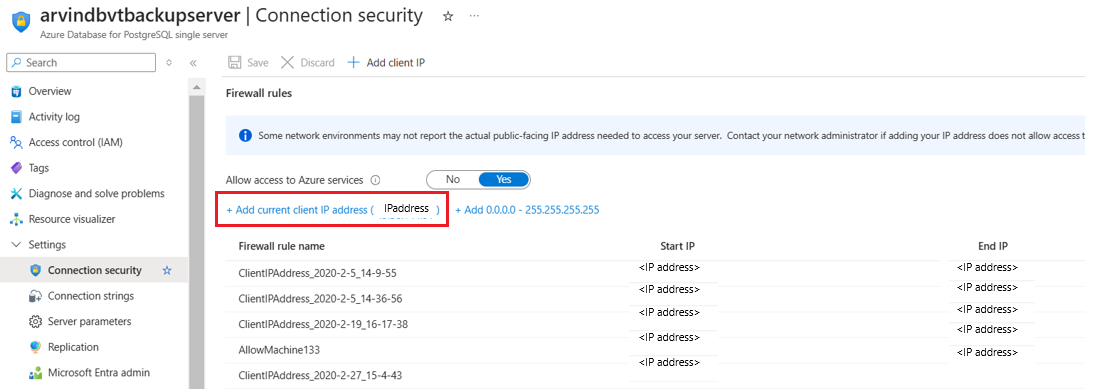 arvindbvtbackupserver | Connection security
Azure Database for PostgreSQL single server
Search
Save Discard Add client IP
Overview
Activity log
Access control (IAM)
Tags
Diagnose and solve problems
Resource visualizer
Settings
Connection security
Connection strings
Server parameters
Replication
Microsoft Entra admin
Firewall rules
Some network environments may not report the actual public-facing IP address needed to access your server. Contact your network administrator if adding your IP address does not allow access t
Allow access to Azure services No Yes
+ Add current client IP address ( IPaddress ) + Add 0.0.0.0 - 255.255.255.255
Firewall rule name Start IP End IP
ClientIPAddress_2020-2-5_14-9-55 <IP address> <IP address>
ClientIPAddress_2020-2-5_14-36-56 <IP address> <IP address>
ClientIPAddress_2020-2-19_16-17-38 <IP address> <IP address>
AllowMachine133 <IP address> <IP address>
ClientIPAddress_2020-2-27_15-4-43 <IP address> <IP address>